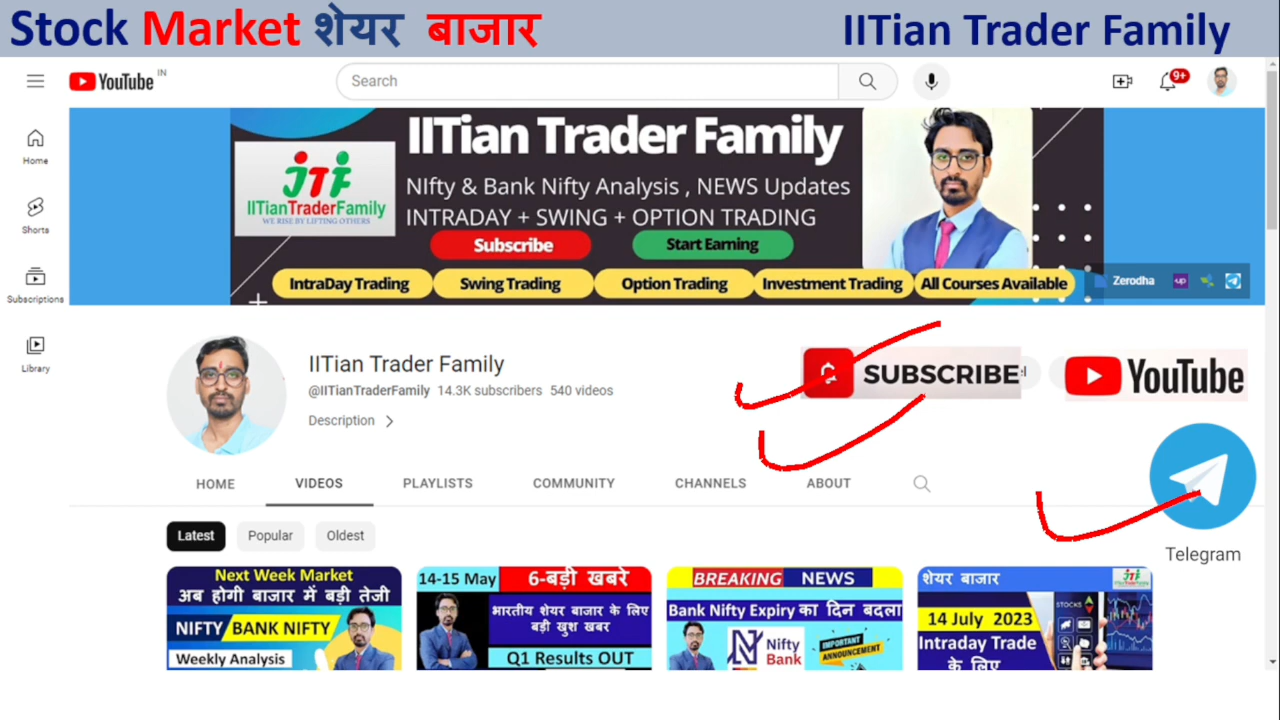 Stock Market शेयर बाजार
IITian Trader Family
YouTube IN
Search
9+
Home
Shorts
Subscriptions
Library
IITian Trader Family
NIfty & Bank Nifty Analysis , NEWS Updates
INTRADAY + SWING + OPTION TRADING
JTF
IITianTraderFamily
WE RISE BY LIFTING OTHERS
Subscribe
Start Earning
IntraDay Trading
Swing Trading
Option Trading
Investment Trading
All Courses Available
Zerodha
up
IITian Trader Family
@IITianTraderFamily 14.3K subscribers 540 videos
Description
SUBSCRIBE
YouTube
Telegram
HOME
VIDEOS
PLAYLISTS
COMMUNITY
CHANNELS
ABOUT
Latest
Popular
Oldest
Next Week Market
अब होगी बाजार में बड़ी तेजी
NIFTY BANK NIFTY
Weekly Analysis
14-15 May
6-बड़ी खबरे
भारतीय शेयर बाजार के लिए
बड़ी खुश खबर
Q1 Results OUT
BREAKING NEWS
Bank Nifty Expiry का दिन बदला
Nifty
Bank
IMPORTANT
ANNOUNCEMENT
शेयर बाजार
14 July 2023
Intraday Trade
के लिए
STOCKS